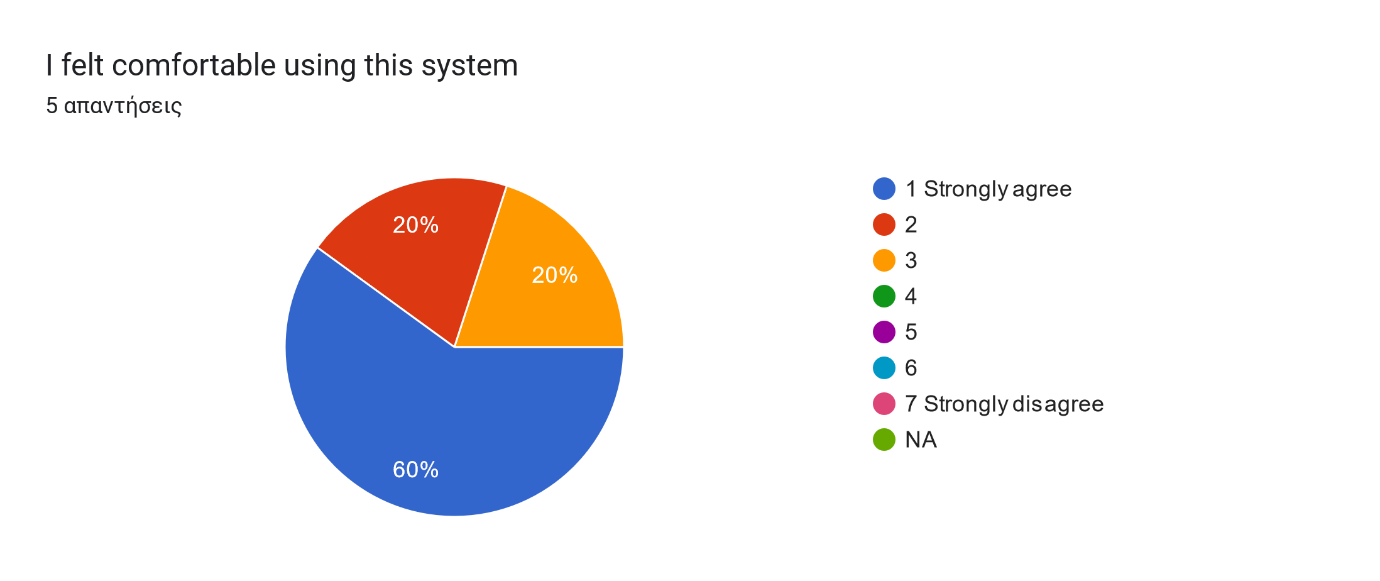 I felt comfortable using this system
5 απαντήσεις
20%
20%
60%
1 Strongly agree
2
3
4
5
6
7 Strongly disagree
NA